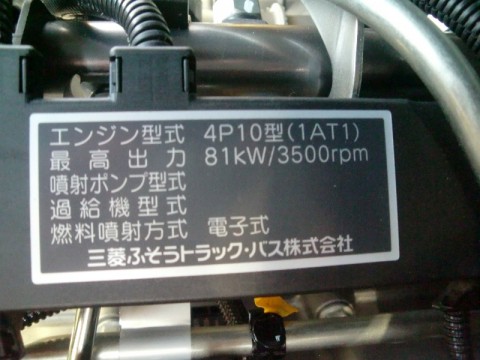 エンジン型式 4P10型(1AT1)
最高出力 81kW/3500rpm
噴射ポンプ型式
過給機型式
燃料噴射方式 電子式
三菱ふそうトラック・バス株式会社